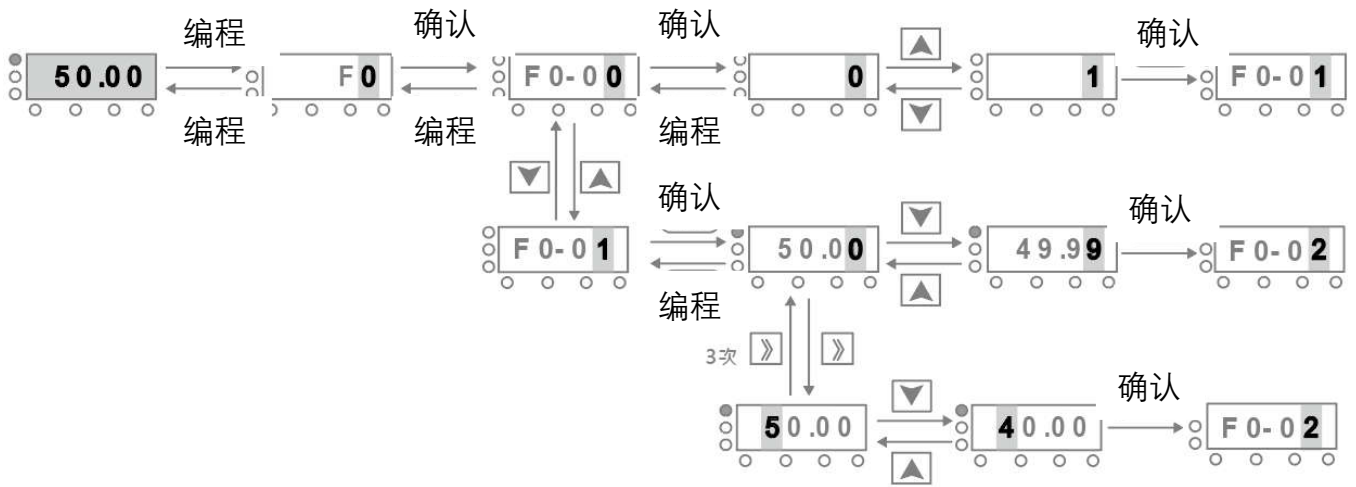 编程 确认 确认 确认
50.00 F0 F0-00 0 1 F0-01
编程 编程 编程
确认 确认
F0-01 50.00 49.99 F0-02
编程
3次 》 》
确认
50.00 40.00 F0-02